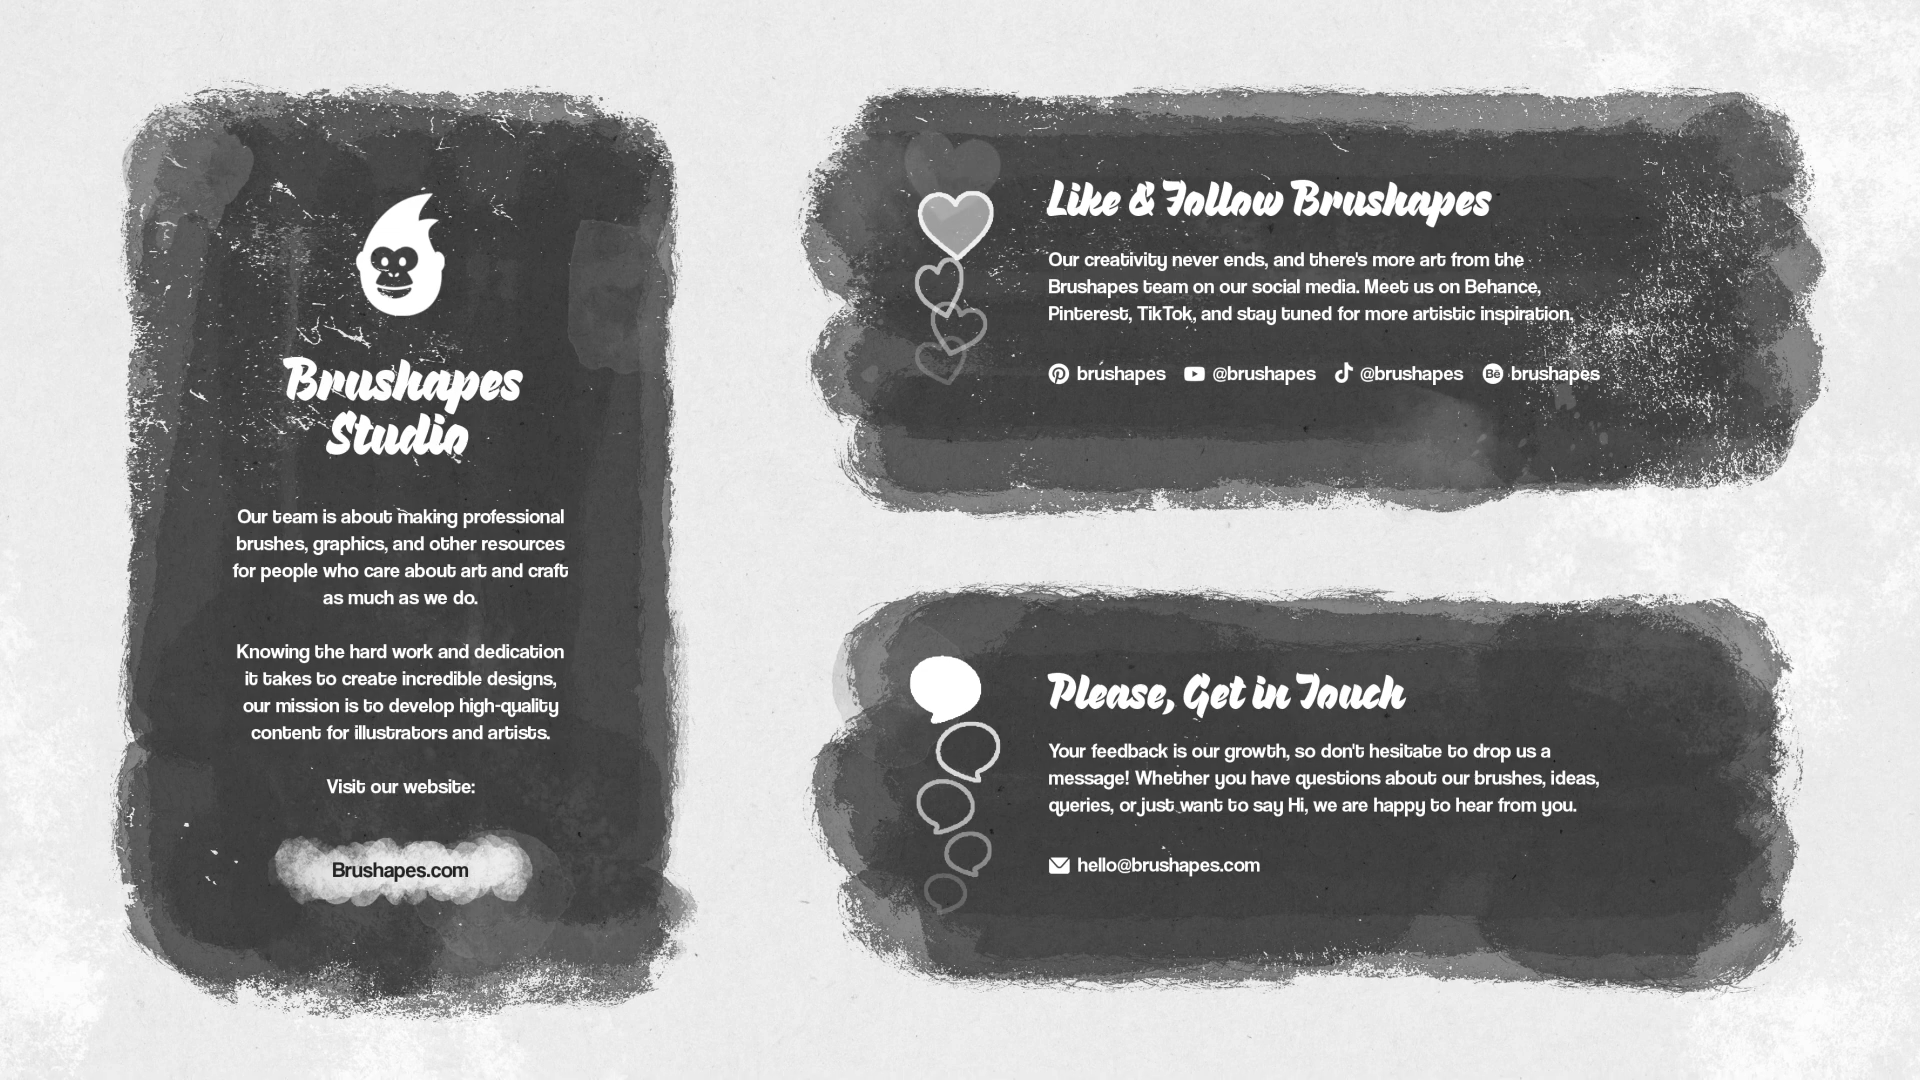 Brushapes
Studio
Our team is about making professional
brushes, graphics, and other resources
for people who care about art and craft
as much as we do.
Knowing the hard work and dedication
it takes to create incredible designs,
our mission is to develop high-quality
content for illustrators and artists.
Visit our website:
Brushapes.com
Like & Follow Brushapes
Our creativity never ends, and there's more art from the
Brushapes team on our social media. Meet us on Behance,
Pinterest, TikTok, and stay tuned for more artistic inspiration.
brushapes @brushapes @brushapes Bē brushapes
Please, Get in Touch
Your feedback is our growth, so don't hesitate to drop us a
message! Whether you have questions about our brushes, ideas,
queries, or just want to say Hi, we are happy to hear from you.
hello@brushapes.com